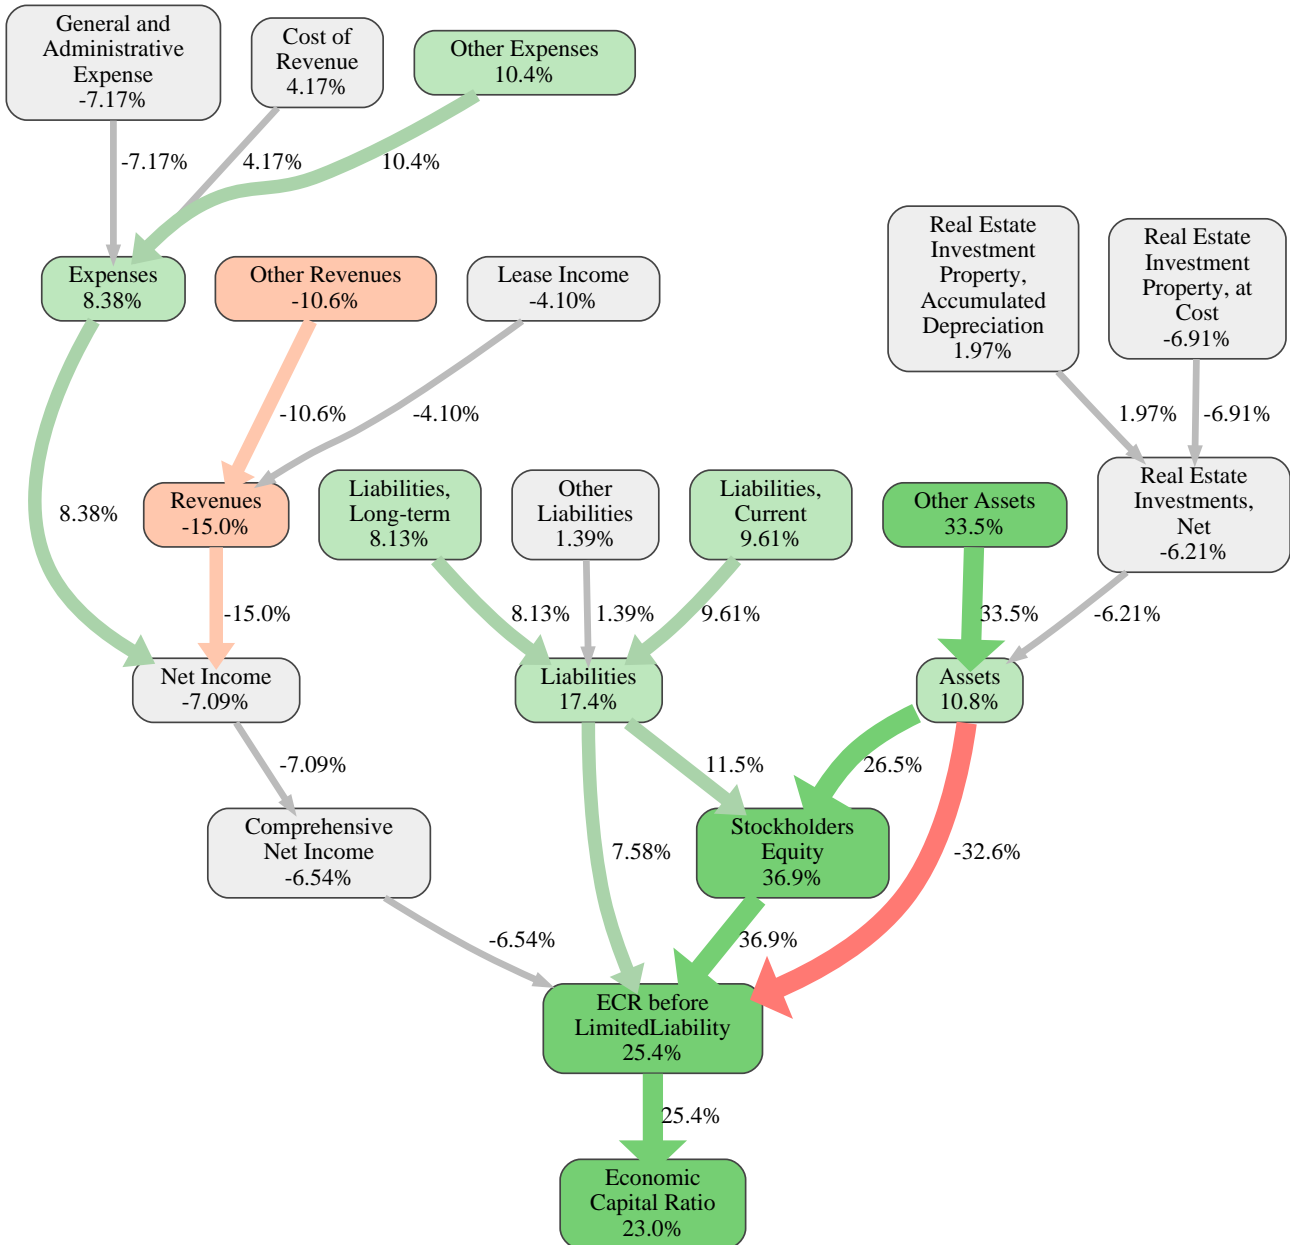 General and
Administrative
Expense
-7.17%
Cost of
Revenue
4.17%
Other Expenses
10.4%
-7.17%
4.17%
10.4%
Real Estate
Investment
Property,
Accumulated
Depreciation
1.97%
Real Estate
Investment
Property, at
Cost
-6.91%
Expenses
8.38%
Other Revenues
-10.6%
Lease Income
-4.10%
-10.6%
-4.10%
1.97%
-6.91%
Revenues
-15.0%
Liabilities,
Long-term
8.13%
Other
Liabilities
1.39%
Liabilities,
Current
9.61%
Other Assets
33.5%
Real Estate
Investments,
Net
-6.21%
8.38%
-15.0%
8.13%
1.39%
9.61%
33.5%
-6.21%
Net Income
-7.09%
Liabilities
17.4%
Assets
10.8%
-7.09%
11.5%
26.5%
Comprehensive
Net Income
-6.54%
7.58%
Stockholders
Equity
36.9%
-32.6%
-6.54%
36.9%
ECR before
LimitedLiability
25.4%
25.4%
Economic
Capital Ratio
23.0%